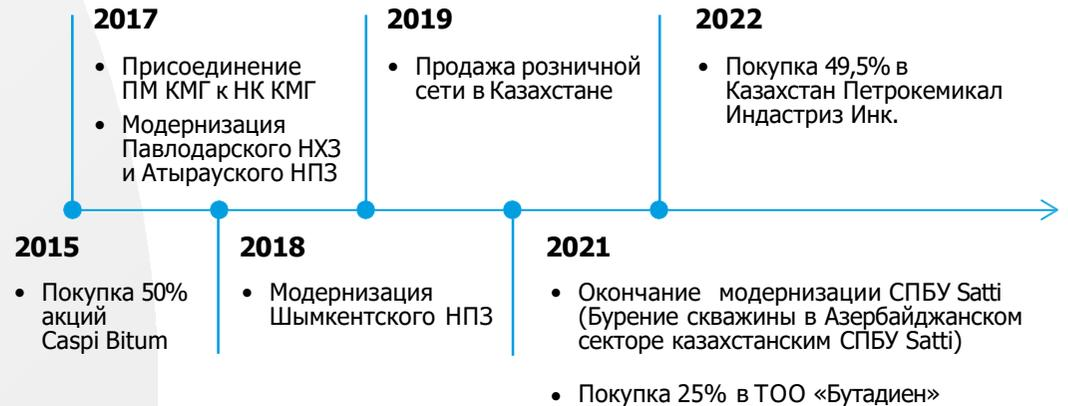 2017
• Присоединение
ПМ КМГ к НК КМГ
• Модернизация
Павлодарского НХЗ
и Атырауского НПЗ
2019
• Продажа розничной
сети в Казахстане
2022
• Покупка 49,5% в
Казахстан Петрокемикал
Индастриз Инк.
2015
• Покупка 50%
акций
Caspi Bitum
2018
• Модернизация
Шымкентского НПЗ
2021
• Окончание модернизации СПБУ Satti
(Бурение скважины в Азербайджанском
секторе казахстанским СПБУ Satti)
• Покупка 25% в ТОО «Бутадиен»